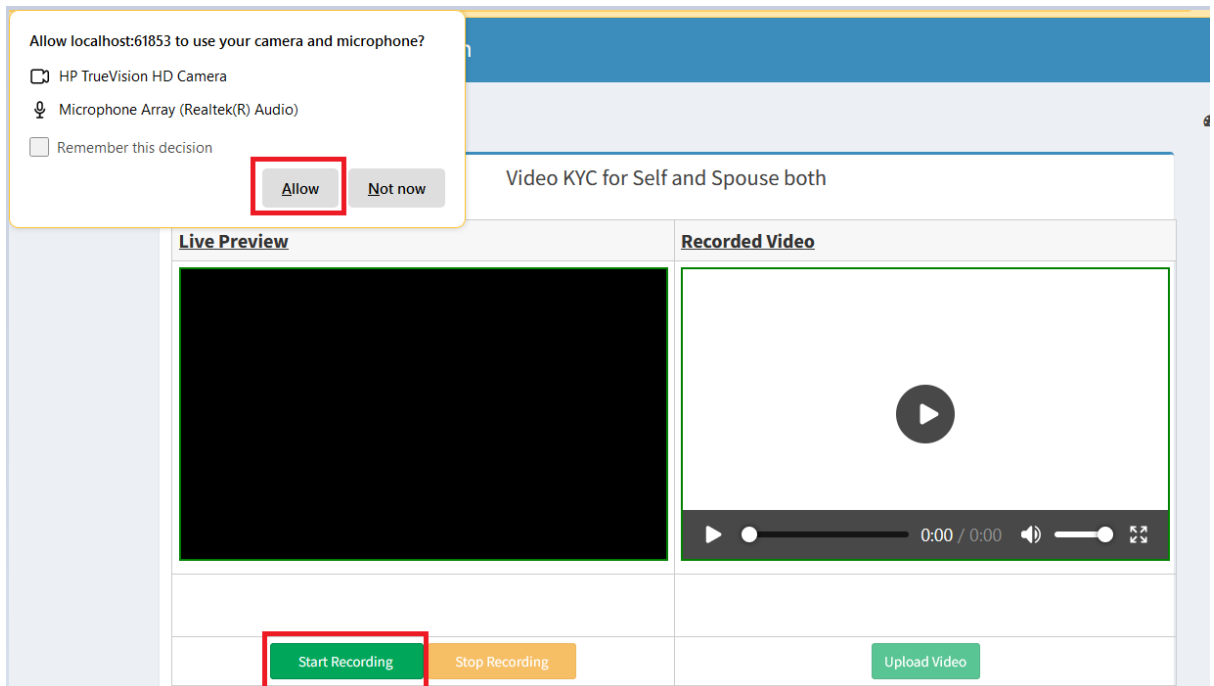 Allow localhost:61853 to use your camera and microphone?
HP TrueVision HD Camera
Microphone Array (Realtek(R) Audio)
Remember this decision
Allow Not now
Video KYC for Self and Spouse both
Live Preview Recorded Video
0:00 / 0:00
Start Recording Stop Recording Upload Video